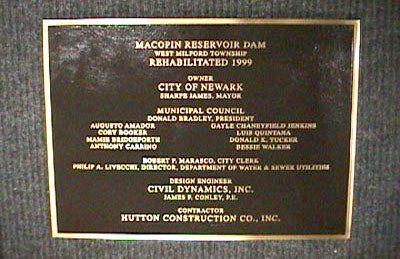 MACOPIN RESERVOIR DAM
WEST MILFORD TOWNSHIP
REHABILITATED 1999
OWNER
CITY OF NEWARK
SHARPE JAMES, MAYOR
MUNICIPAL COUNCIL
DONALD BRADLEY, PRESIDENT
AUGUSTO AMADOR GAYLE CHANEYFIELD JENKINS
CORY BOOKER LUIS QUINTANA
MAMIE BRIDGEFORTH DONALD K. TUCKER
ANTHONY CARRINO BESSIE WALKER
ROBERT P. MARASCO, CITY CLERK
PHILIP A. LIVECCHI, DIRECTOR, DEPARTMENT OF WATER & SEWER UTILITIES
DESIGN ENGINEER
CIVIL DYNAMICS, INC.
JAMES P. CONLEY, P.E.
CONTRACTOR
HUTTON CONSTRUCTION CO., INC.